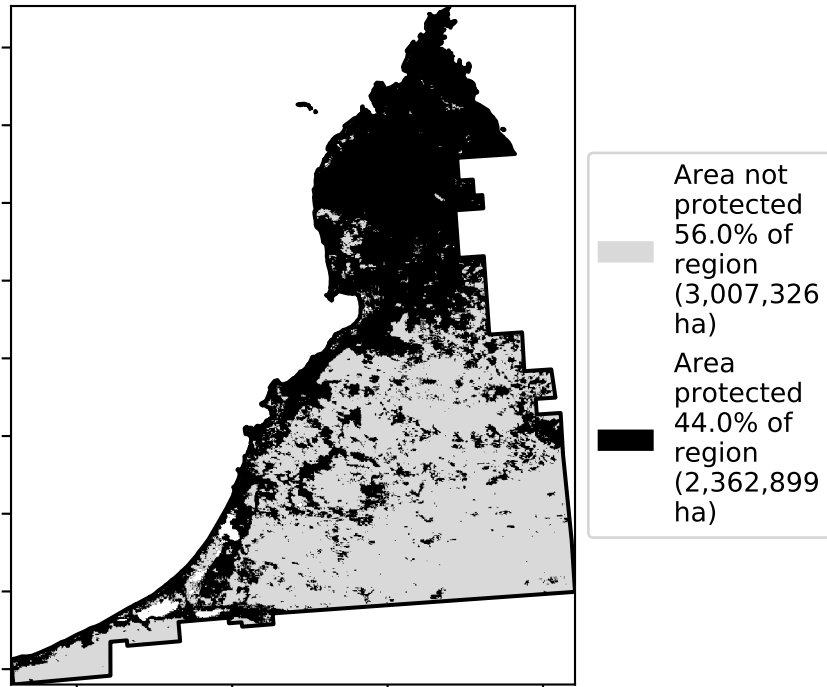 Area not
protected
56.0% of
region
(3,007,326
ha)
Area
protected
44.0% of
region
(2,362,899
ha)